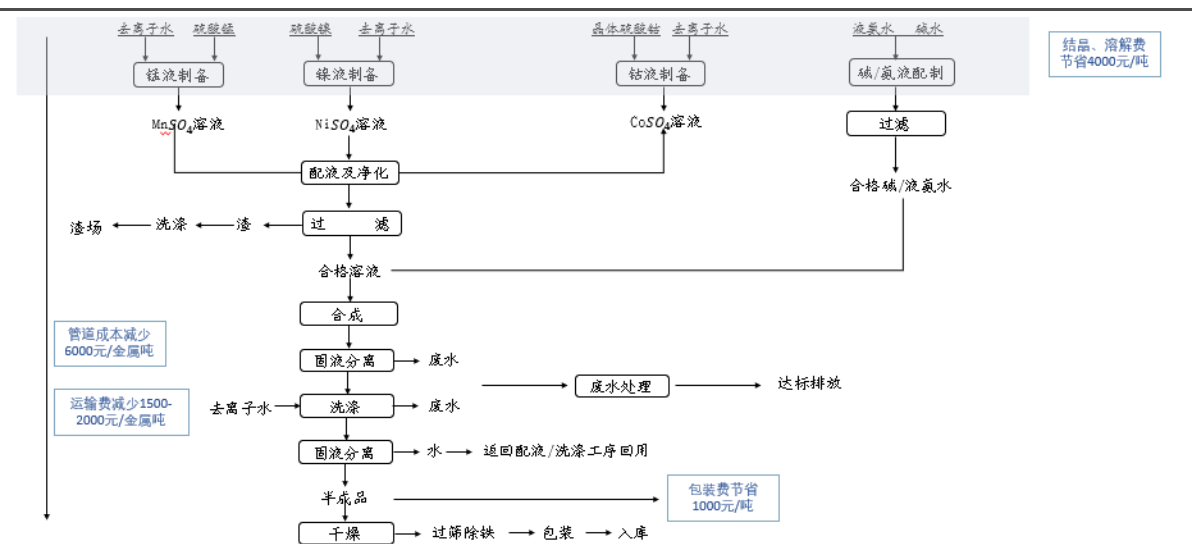 去离子水 硫酸锰 硫酸镍 去离子水 晶体硫酸钴 去离子水 液氨水 碱水
结晶、溶解费
节省4000元/吨
锰液制备 镍液制备 钴液制备 碱/氨液配制
MnSO4溶液 NiSO4溶液 CoSO4溶液 过滤
配液及净化
合格碱/液氨水
渣场 洗涤 渣 过 滤
合格溶液
合成
管道成本减少
6000元/金属吨
固液分离 废水
废水处理 达标排放
运输费减少1500-
2000元/金属吨
去离子水 洗涤 废水
固液分离 水 返回配液/洗涤工序回用
半成品
包装费节省
1000元/吨
干燥 过筛除铁 包装 入库